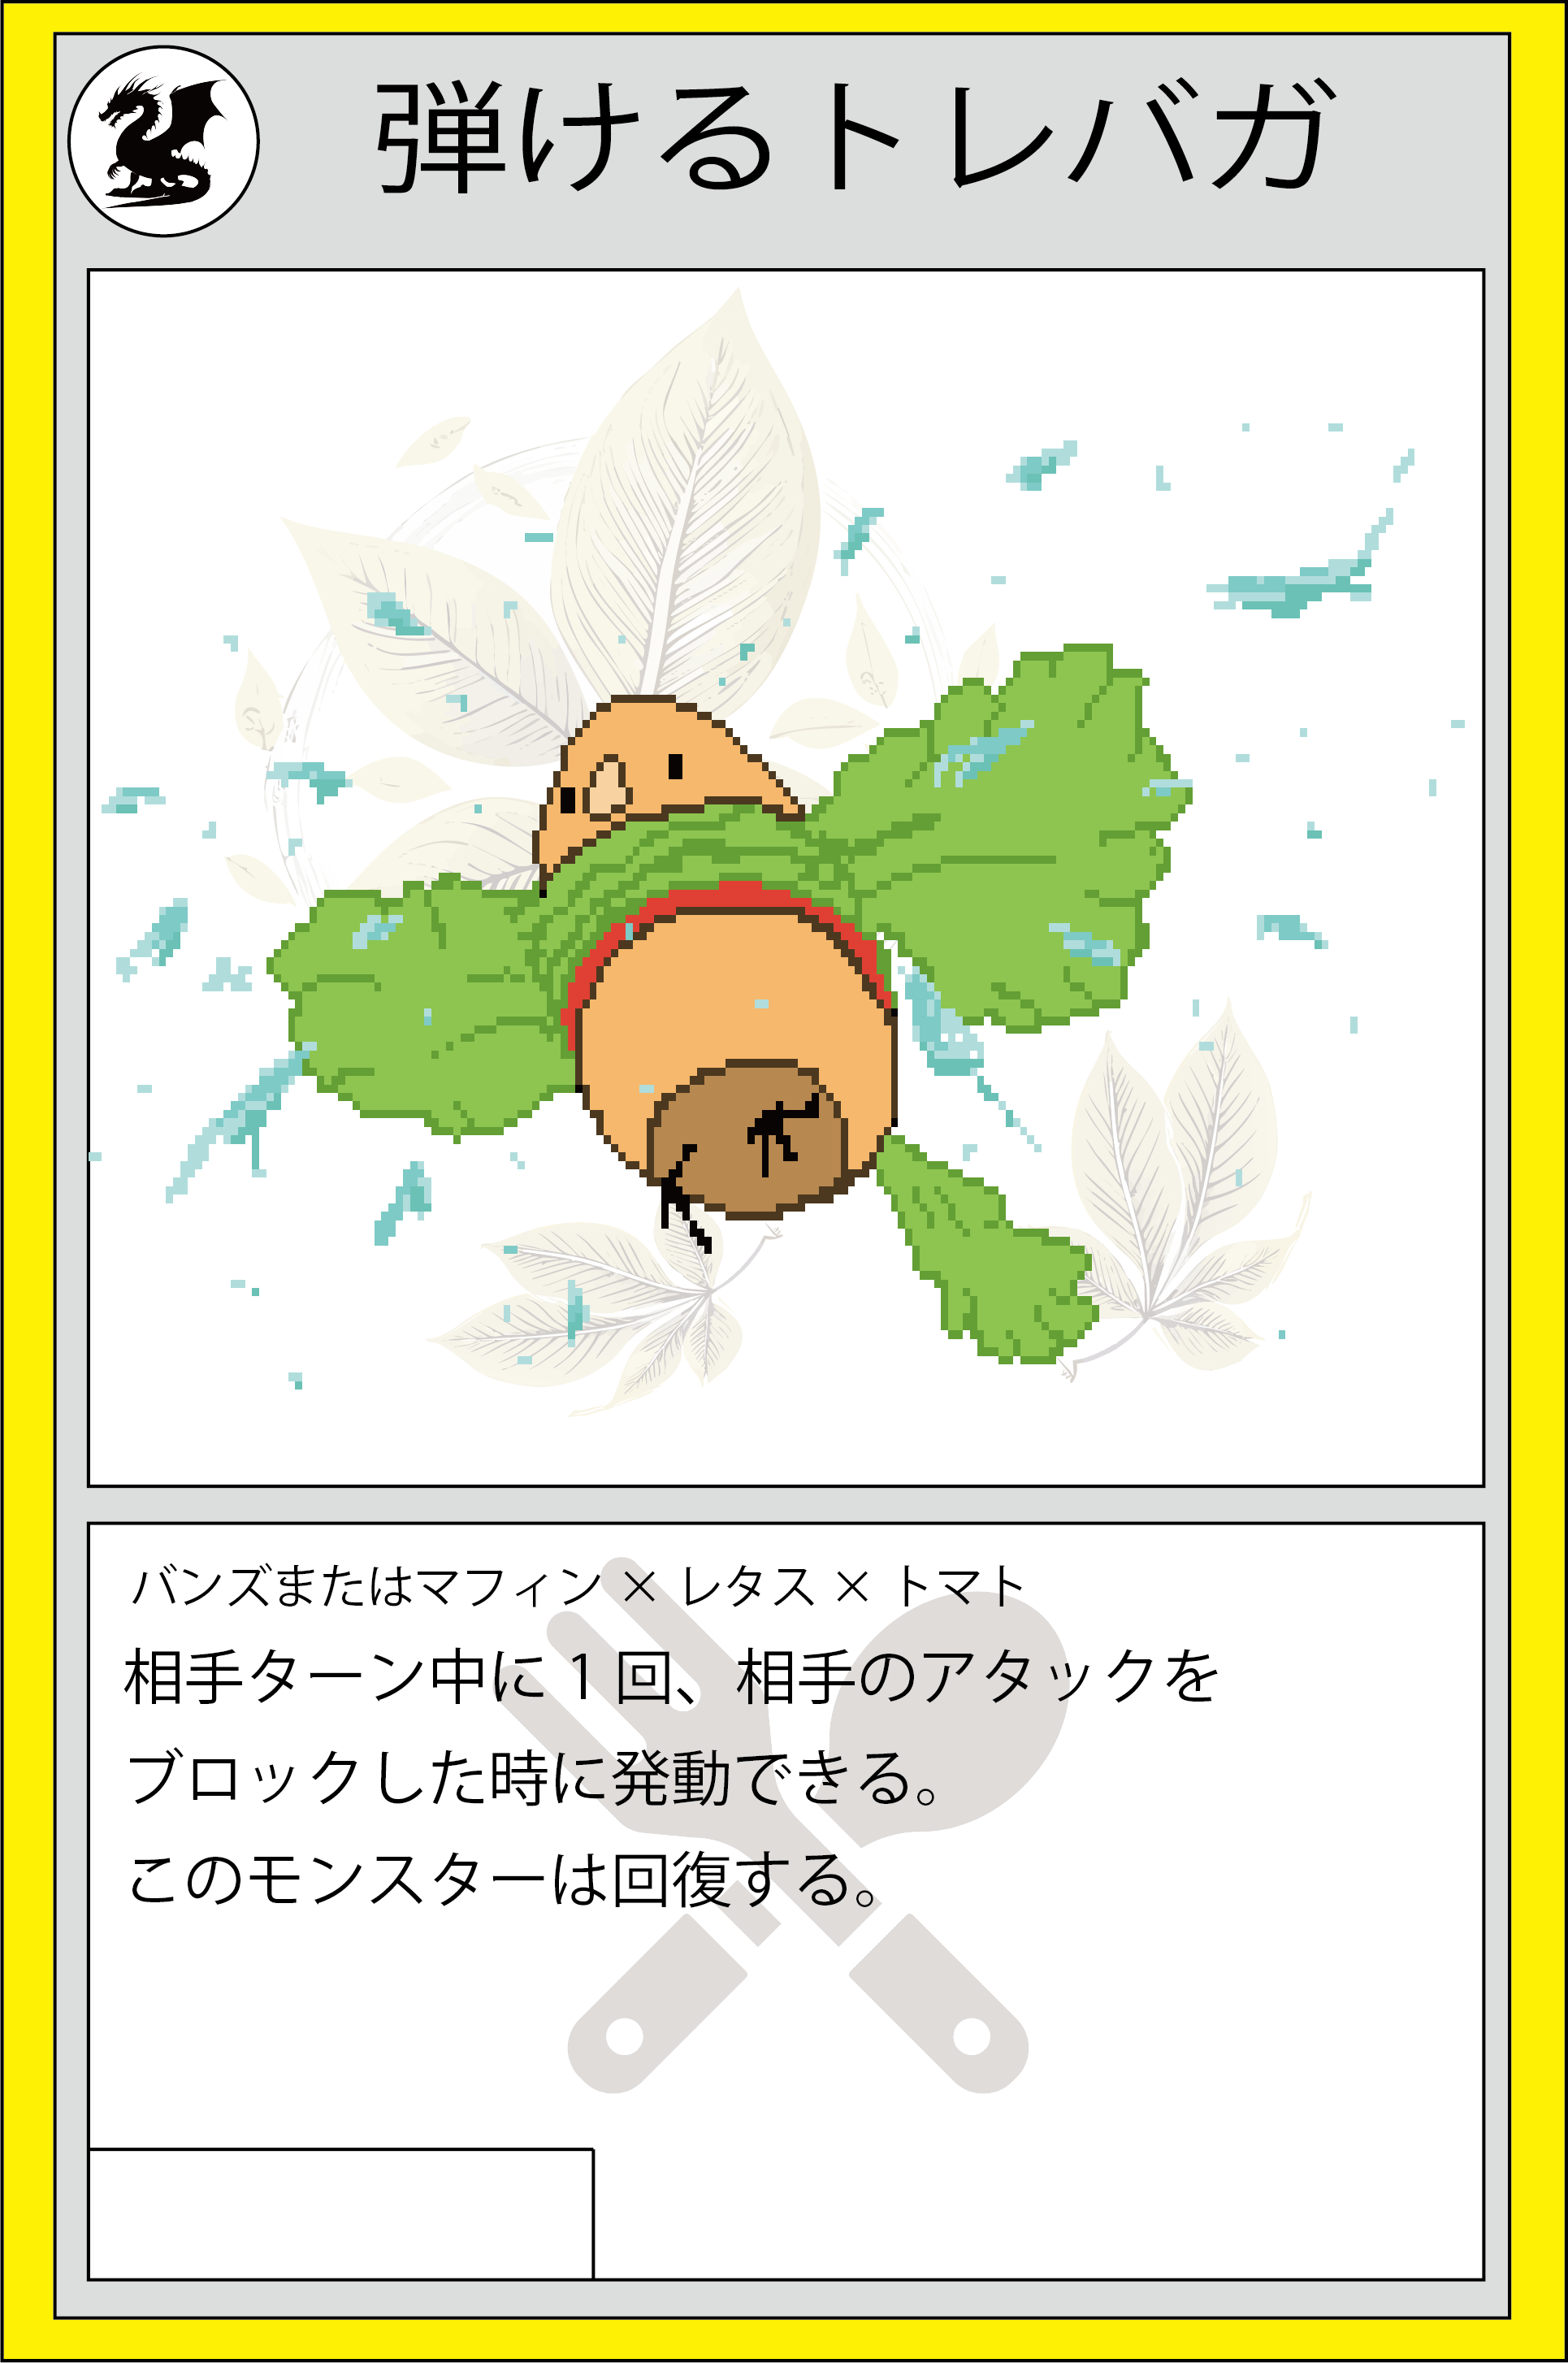 弾けるトレバガ
バンズまたはマフィン × レタス × トマト
相手ターン中に１回、相手のアタックを
ブロックした時に発動できる。
このモンスターは回復する。